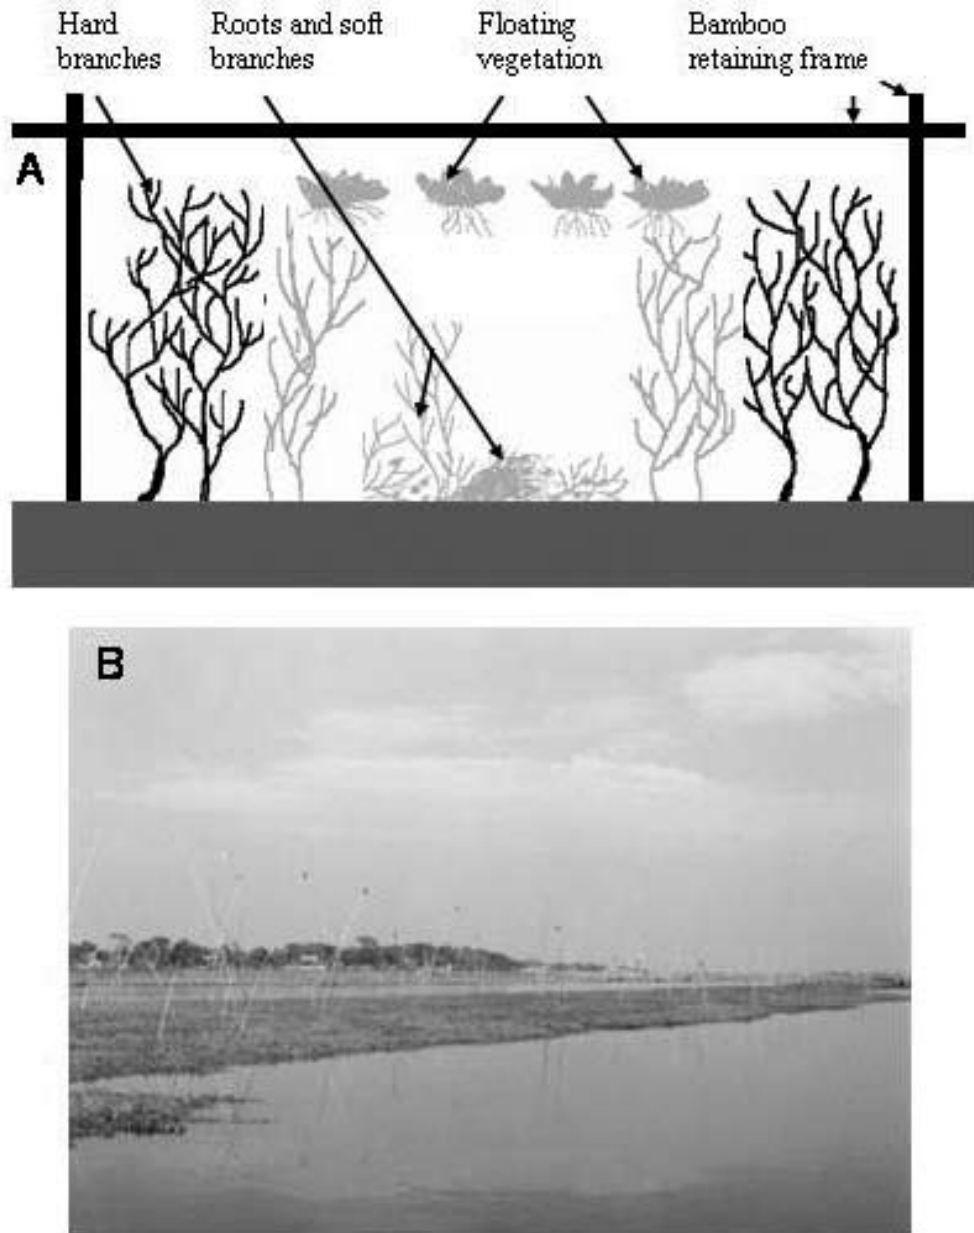 Hard
branches
Roots and soft
branches
Floating
vegetation
Bamboo
retaining frame
A
B